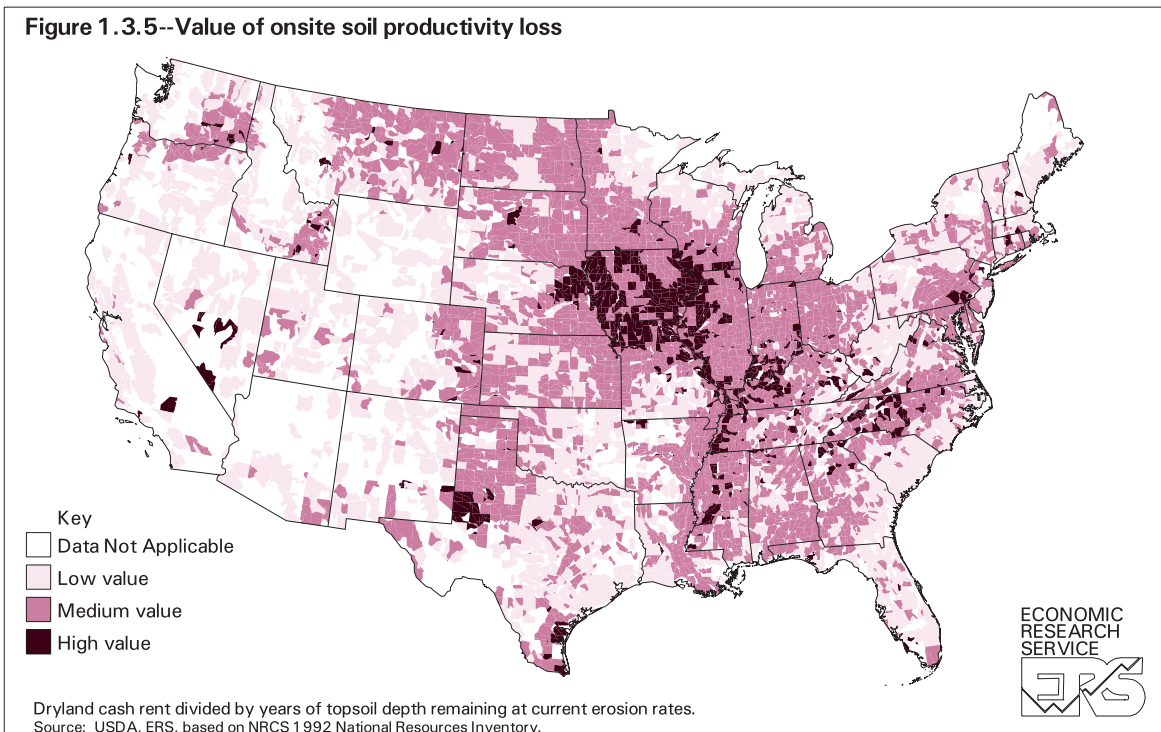 Figure 1.3.5--Value of onsite soil productivity loss
Key
Data Not Applicable
Low value
Medium value
High value
ECONOMIC
RESEARCH
SERVICE
ERS
Dryland cash rent divided by years of topsoil depth remaining at current erosion rates.
Source: USDA, ERS, based on NRCS 1992 National Resources Inventory.